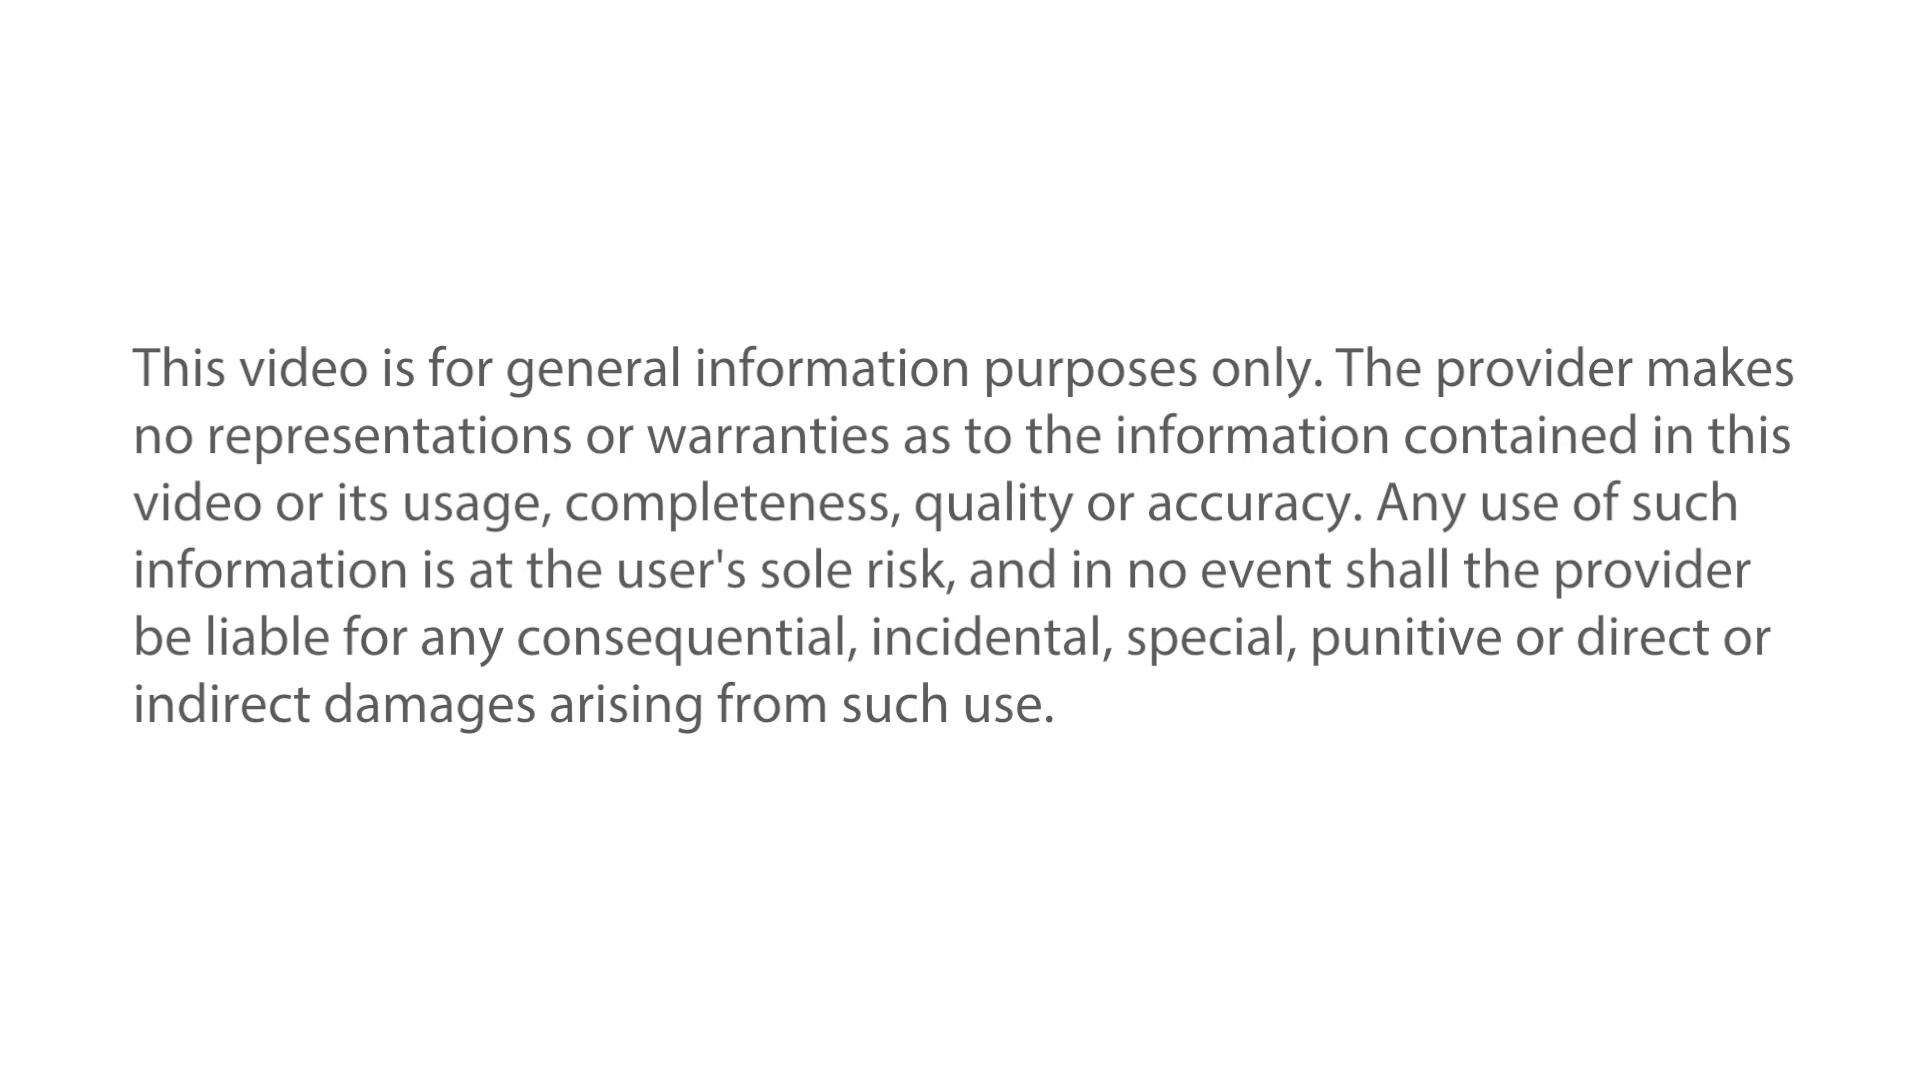 This video is for general information purposes only. The provider makes
no representations or warranties as to the information contained in this
video or its usage, completeness, quality or accuracy. Any use of such
information is at the user's sole risk, and in no event shall the provider
be liable for any consequential, incidental, special, punitive or direct or
indirect damages arising from such use.